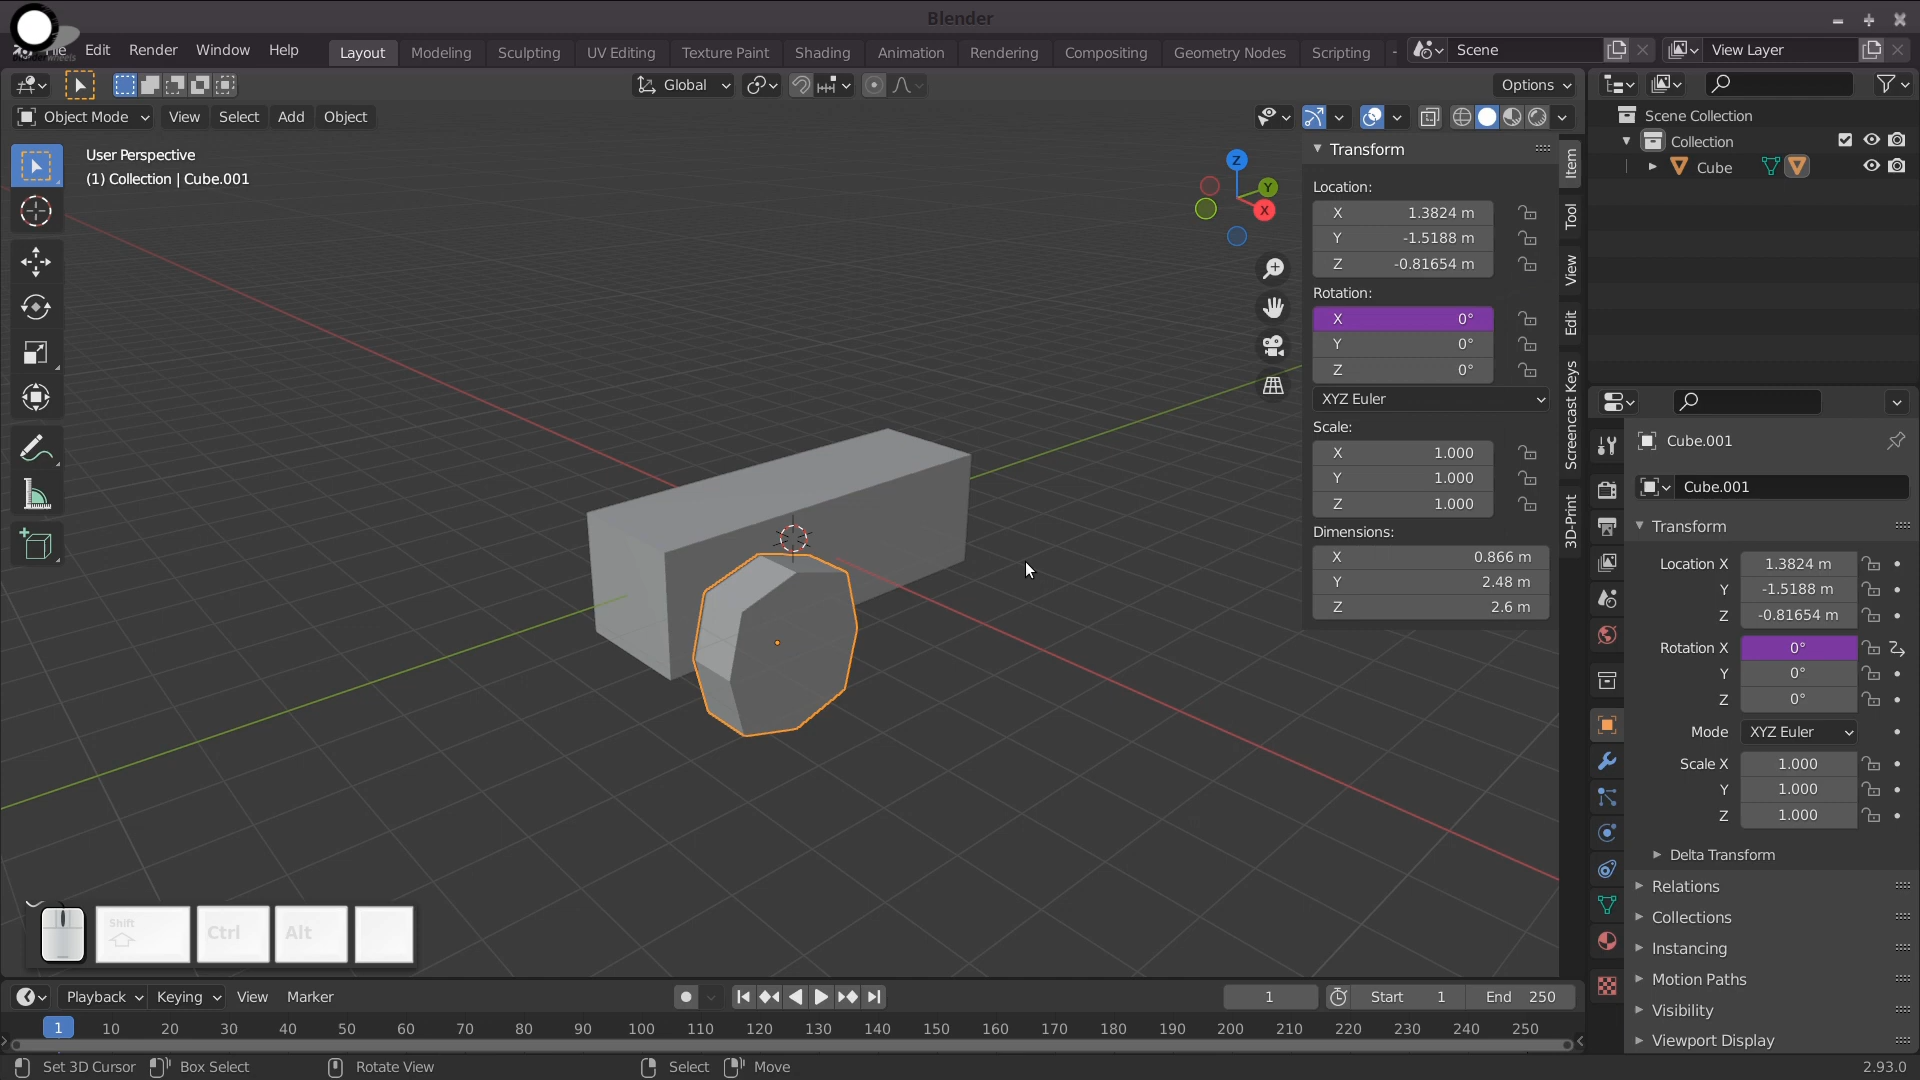 Blender
File Edit Render Window Help Layout Modeling Sculpting UV Editing Texture Paint Shading Animation Rendering Compositing Geometry Nodes Scripting Scene View Layer
Global Options
Object Mode View Select Add Object
User Perspective
(1) Collection | Cube.001
Z
Y
X
Transform
Location:
X 1.3824 m
Y -1.5188 m
Z -0.81654 m
Rotation:
X 0°
Y 0°
Z 0°
XYZ Euler
Scale:
X 1.000
Y 1.000
Z 1.000
Dimensions:
X 0.866 m
Y 2.48 m
Z 2.6 m
Item
Tool
View
Edit
Screencast Keys
3D-Print
Scene Collection
Collection
Cube
Cube.001
Cube.001
Transform
Location X 1.3824 m
Y -1.5188 m
Z -0.81654 m
Rotation X 0°
Y 0°
Z 0°
Mode XYZ Euler
Scale X 1.000
Y 1.000
Z 1.000
Delta Transform
Relations
Collections
Instancing
Motion Paths
Visibility
Viewport Display
Shift Ctrl Alt
Playback Keying View Marker 1 Start 1 End 250
1 10 20 30 40 50 60 70 80 90 100 110 120 130 140 150 160 170 180 190 200 210 220 230 240 250
Set 3D Cursor Box Select Rotate View Select Move 2.93.0